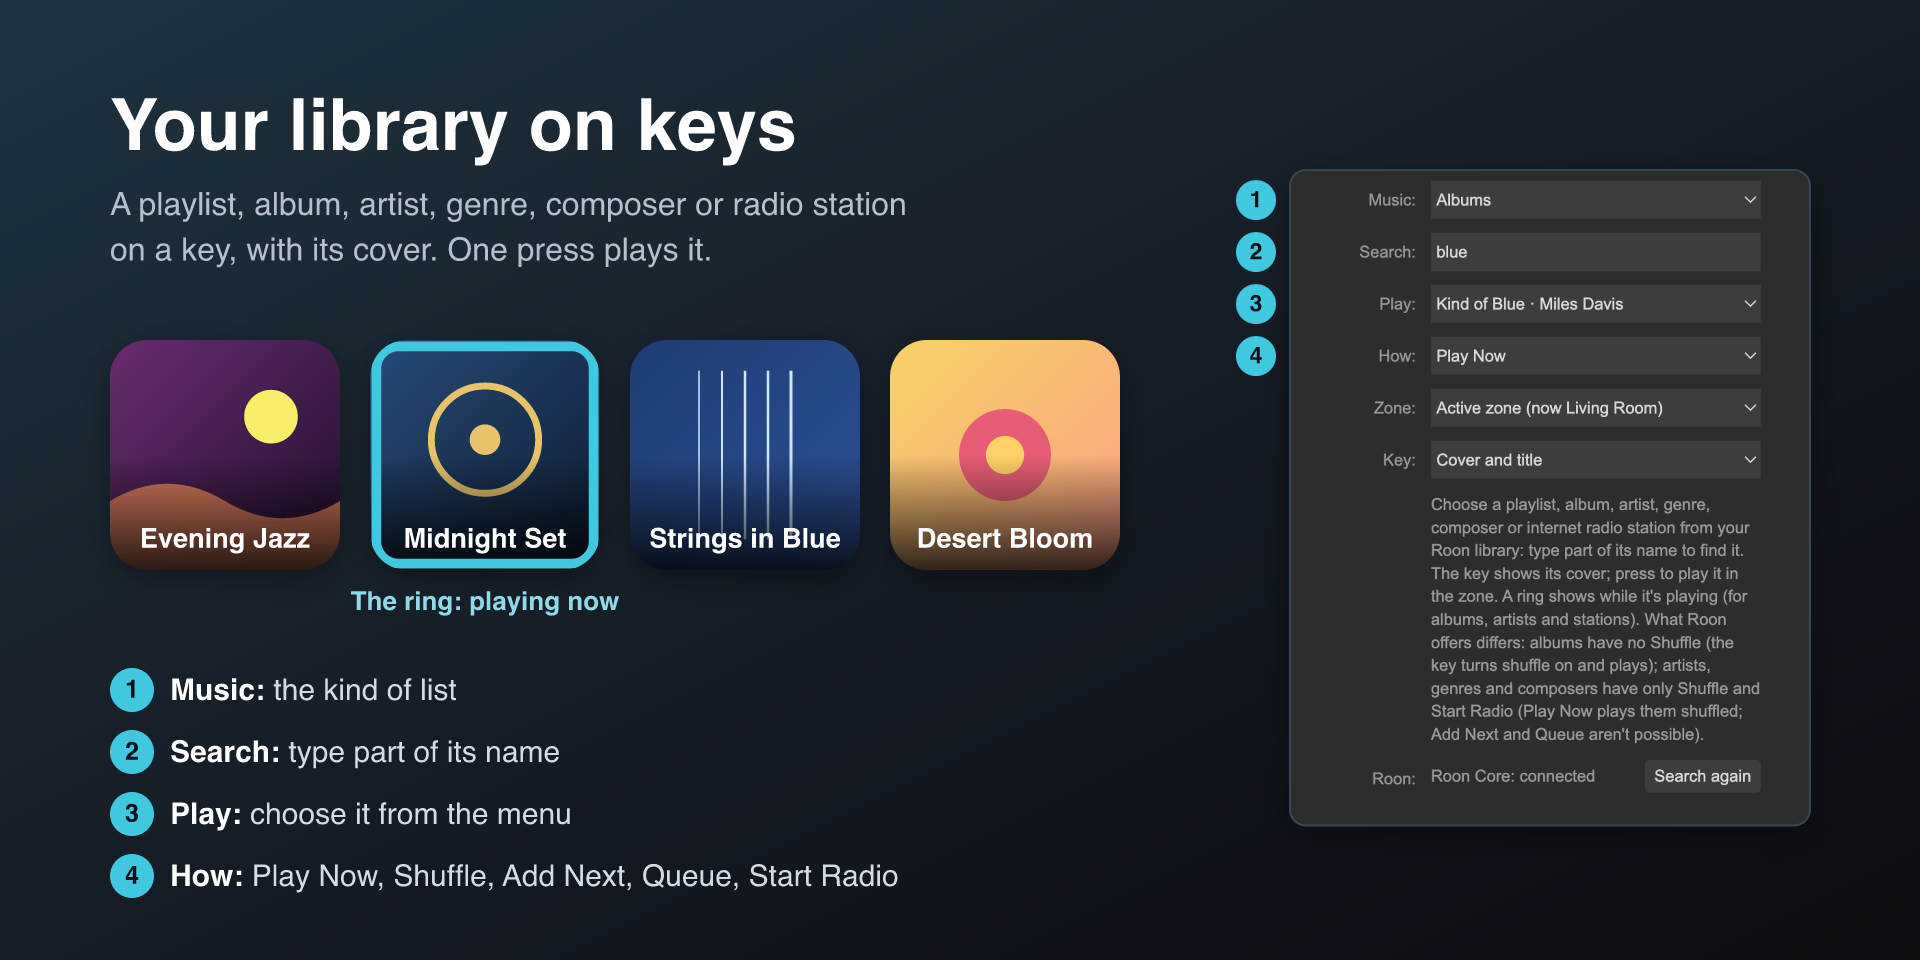 Your library on keys
A playlist, album, artist, genre, composer or radio station
on a key, with its cover. One press plays it.
Evening Jazz
Midnight Set
Strings in Blue
Desert Bloom
The ring: playing now
1 Music: the kind of list
2 Search: type part of its name
3 Play: choose it from the menu
4 How: Play Now, Shuffle, Add Next, Queue, Start Radio
1 Music: Albums
2 Search: blue
3 Play: Kind of Blue · Miles Davis
4 How: Play Now
Zone: Active zone (now Living Room)
Key: Cover and title
Choose a playlist, album, artist, genre,
composer or internet radio station from your
Roon library: type part of its name to find it.
The key shows its cover; press to play it in
the zone. A ring shows while it's playing (for
albums, artists and stations). What Roon
offers differs: albums have no Shuffle (the
key turns shuffle on and plays); artists,
genres and composers have only Shuffle and
Start Radio (Play Now plays them shuffled;
Add Next and Queue aren't possible).
Roon: Roon Core: connected Search again